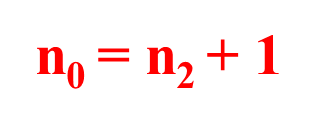 n₀ = n₂ + 1